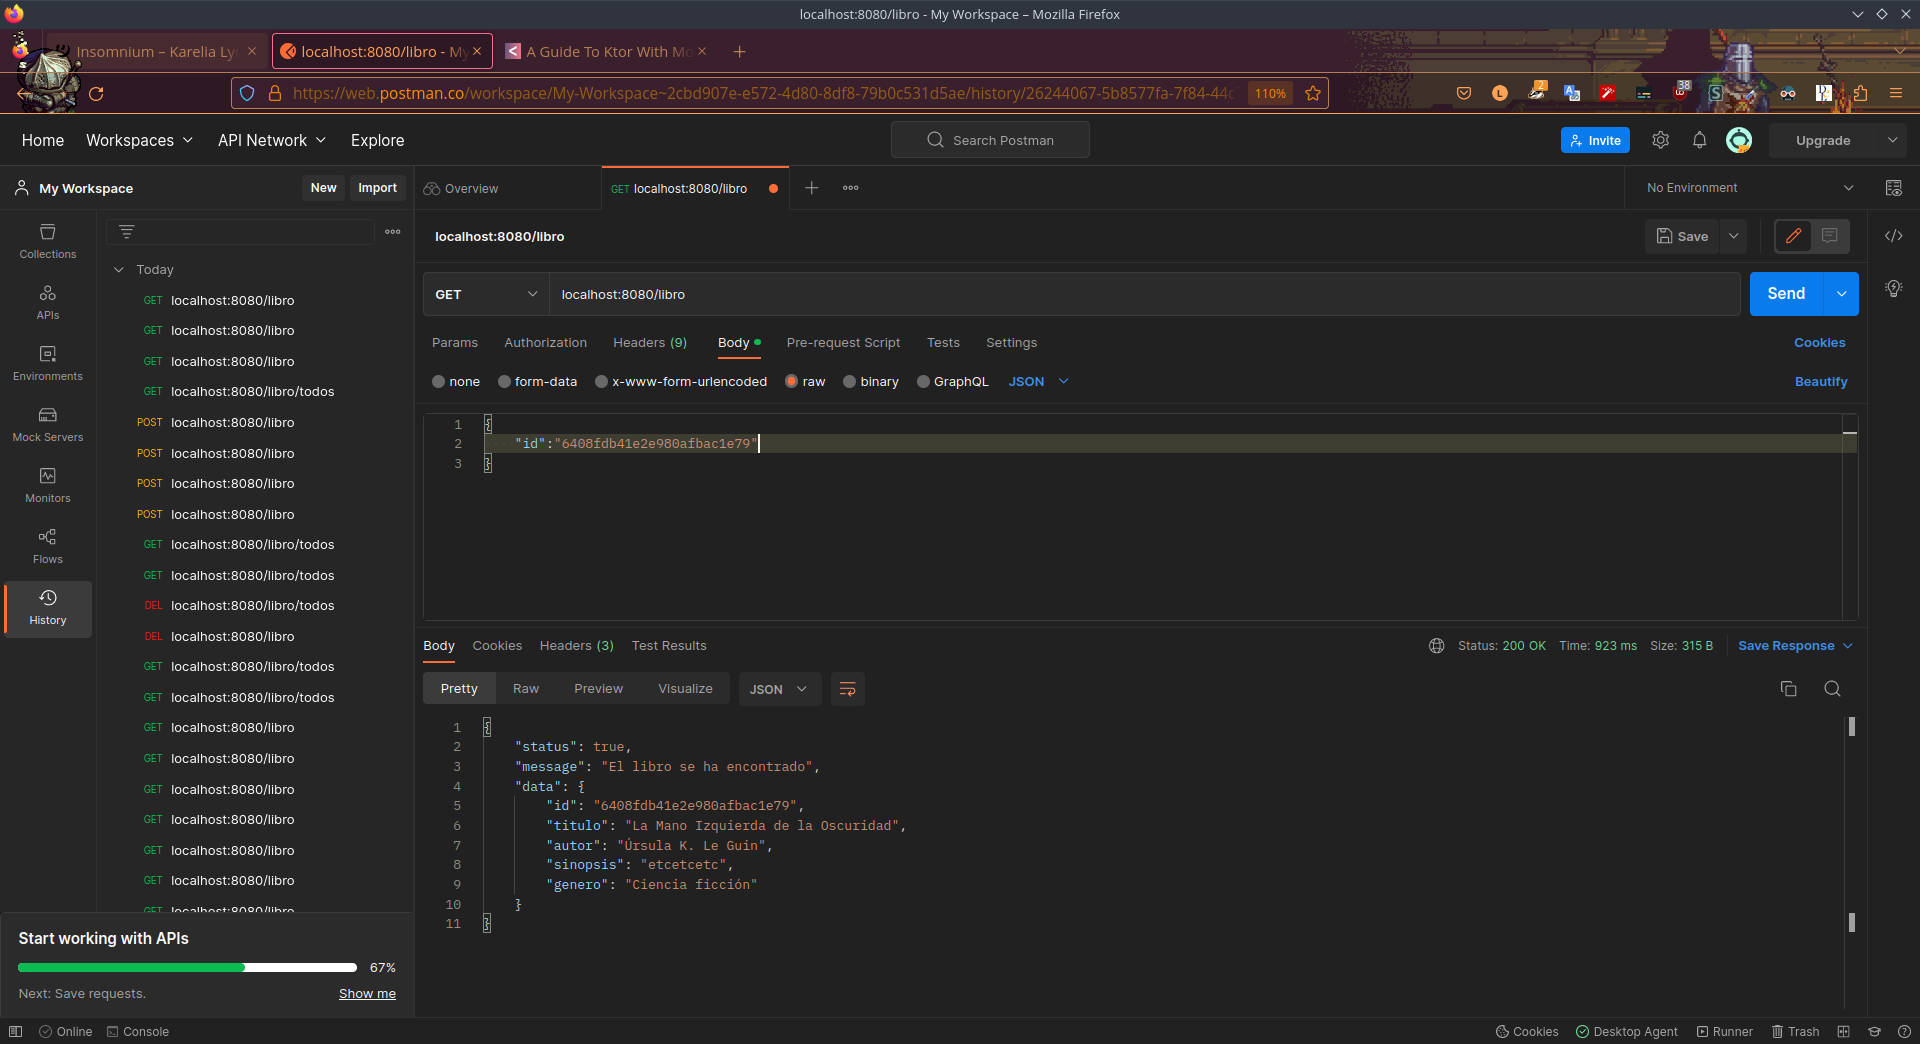 localhost:8080/libro - My Workspace – Mozilla Firefox
Insomnium – Karelia Ly
localhost:8080/libro - My
A Guide To Ktor With Mo
https://web.postman.co/workspace/My-Workspace~2cbd907e-e572-4d80-8df8-79b0c531d5ae/history/26244067-5b8577fa-7f84-44c
110%
L
2
38
Home
Workspaces
API Network
Explore
Search Postman
Invite
Upgrade
My Workspace
New
Import
Overview
GET localhost:8080/libro
No Environment
Collections
APIs
Environments
Mock Servers
Monitors
Flows
History
Today
GET localhost:8080/libro
GET localhost:8080/libro
GET localhost:8080/libro
GET localhost:8080/libro/todos
POST localhost:8080/libro
POST localhost:8080/libro
POST localhost:8080/libro
POST localhost:8080/libro
GET localhost:8080/libro/todos
GET localhost:8080/libro/todos
DEL localhost:8080/libro/todos
DEL localhost:8080/libro
GET localhost:8080/libro/todos
GET localhost:8080/libro/todos
GET localhost:8080/libro
GET localhost:8080/libro
GET localhost:8080/libro
GET localhost:8080/libro
GET localhost:8080/libro
GET localhost:8080/libro
GET localhost:8080/libro
Start working with APIs
67%
Next: Save requests.
Show me
localhost:8080/libro
Save
GET
localhost:8080/libro
Send
Params
Authorization
Headers (9)
Body
Pre-request Script
Tests
Settings
Cookies
none
form-data
x-www-form-urlencoded
raw
binary
GraphQL
JSON
Beautify
1 {
2 "id":"6408fdb41e2e980afbac1e79"
3 }
Body
Cookies
Headers (3)
Test Results
Status: 200 OK
Time: 923 ms
Size: 315 B
Save Response
Pretty
Raw
Preview
Visualize
JSON
1 {
2 "status": true,
3 "message": "El libro se ha encontrado",
4 "data": {
5 "id": "6408fdb41e2e980afbac1e79",
6 "titulo": "La Mano Izquierda de la Oscuridad",
7 "autor": "Úrsula K. Le Guin",
8 "sinopsis": "etcetcetc",
9 "genero": "Ciencia ficción"
10 }
11 }
Online
Console
Cookies
Desktop Agent
Runner
Trash